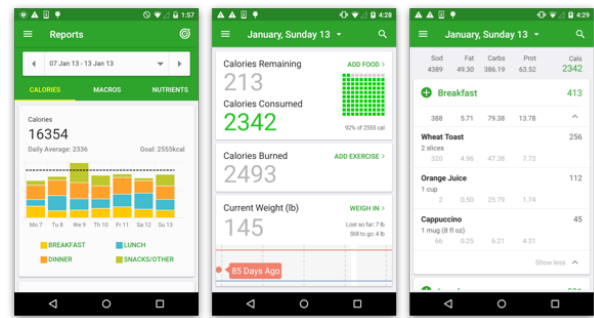 1:57
Reports
07 Jan 13 - 13 Jan 13
CALORIES MACROS NUTRIENTS
Calories
16354
Daily Average: 2336 Goal: 2555kcal
Mo 7 Tu 8 We 9 Th 10 Fr 11 Sa 12 Su 13
BREAKFAST LUNCH
DINNER SNACKS/OTHER
4:28
January, Sunday 13
Calories Remaining ADD FOOD >
213
Calories Consumed
2342
92% of 2555 cal
Calories Burned ADD EXERCISE >
2493
Current Weight (lb) WEIGH IN >
145
Lost so far: 7 lb
Still to go: 4 lb
85 Days Ago
4:29
January, Sunday 13
Sod Fat Carbs Prot Cals
4389 49.30 386.19 63.52 2342
Breakfast 413
388 5.71 79.38 13.78
Wheat Toast 256
2 slices
320 4.96 47.38 7.73
Orange Juice 112
1 cup
2 0.50 25.79 1.74
Cappuccino 45
1 mug (8 fl oz)
66 0.25 6.21 4.31
Show less